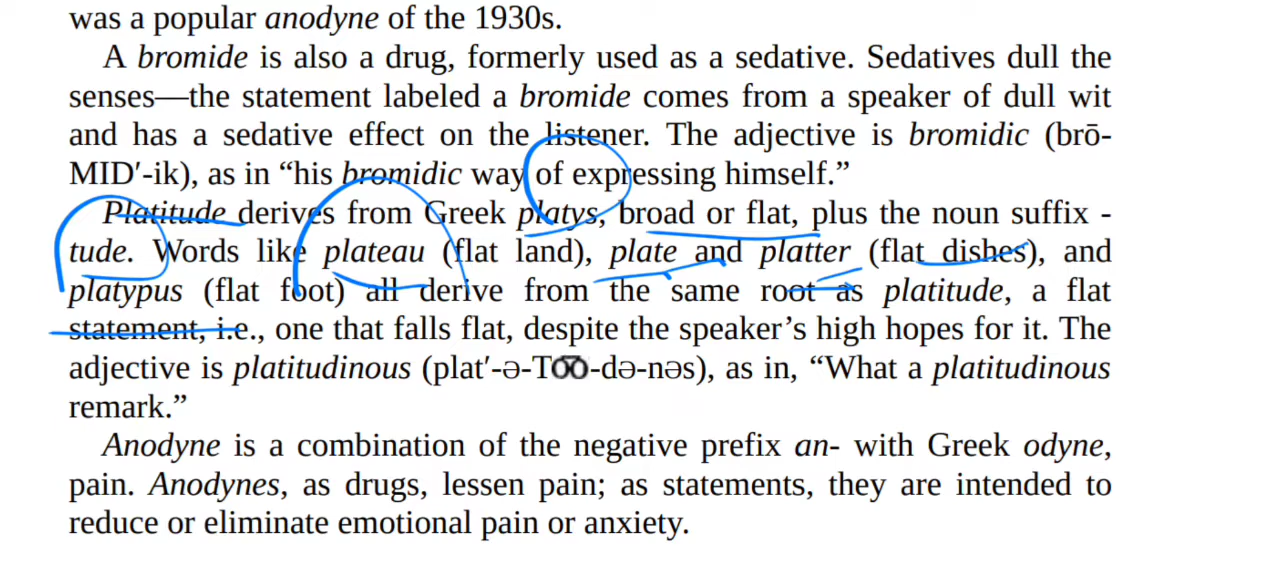 was a popular anodyne of the 1930s.
A bromide is also a drug, formerly used as a sedative. Sedatives dull the
senses—the statement labeled a bromide comes from a speaker of dull wit
and has a sedative effect on the listener. The adjective is bromidic (brō-
MID′-ik), as in “his bromidic way of expressing himself.”
Platitude derives from Greek platys, broad or flat, plus the noun suffix -
tude. Words like plateau (flat land), plate and platter (flat dishes), and
platypus (flat foot) all derive from the same root as platitude, a flat
statement, i.e., one that falls flat, despite the speaker’s high hopes for it. The
adjective is platitudinous (plat′-ə-TO͞O-də-nəs), as in, “What a platitudinous
remark.”
Anodyne is a combination of the negative prefix an- with Greek odyne,
pain. Anodynes, as drugs, lessen pain; as statements, they are intended to
reduce or eliminate emotional pain or anxiety.